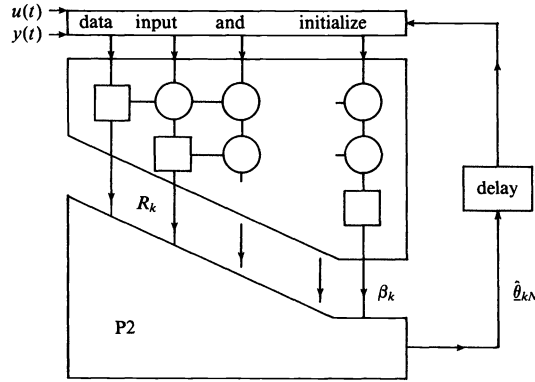 u(t)
y(t)
data input and initialize
R_k
delay
β_k
θ̂_kN
P2